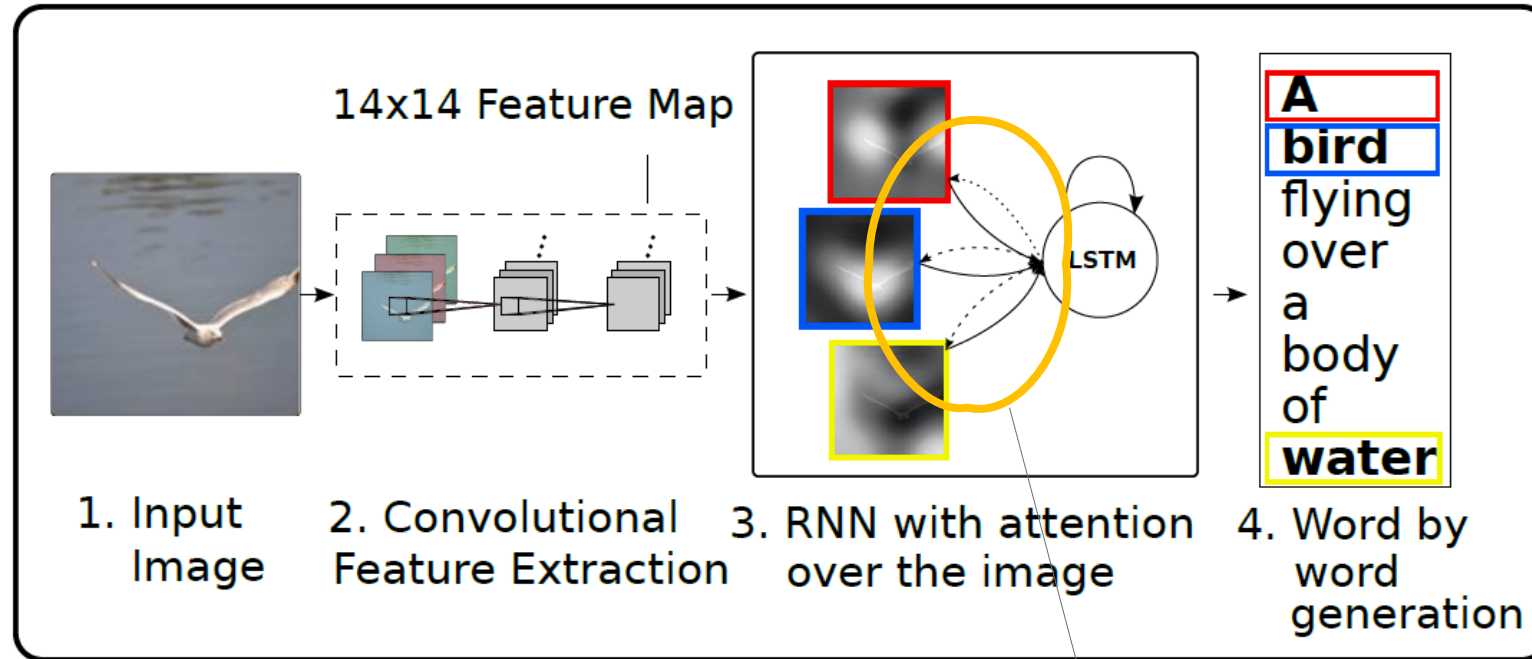 14x14 Feature Map
LSTM
A
bird
flying
over
a
body
of
water
1. Input
Image
2. Convolutional
Feature Extraction
3. RNN with attention
over the image
4. Word by
word
generation